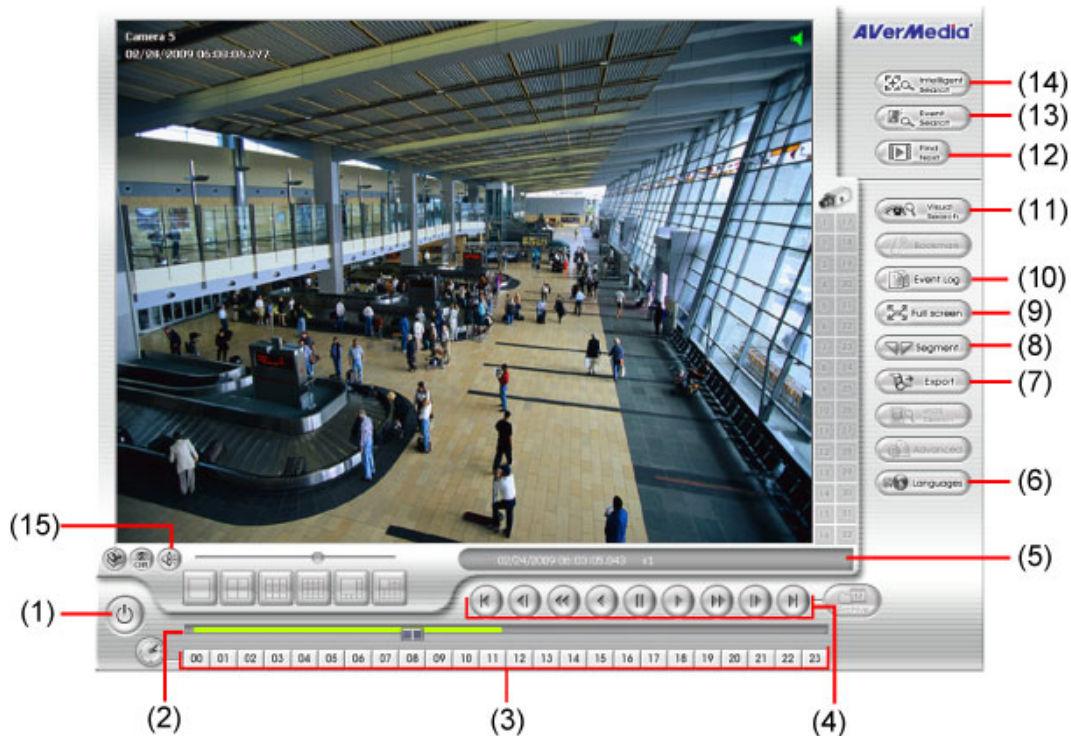 Camera 5
02/24/2009 06:03:05.277
AVerMedia
Intelligent Search
(14)
Event Search
(13)
Find Next
(12)
Visual Search
(11)
Bookmark
Event Log
(10)
Full screen
(9)
Segment
(8)
Export
(7)
Advanced
Languages
(6)
(15)
02/24/2009 06:03:05.843 x1
(5)
(1)
Archive
00 01 02 03 04 05 06 07 08 09 10 11 12 13 14 15 16 17 18 19 20 21 22 23
(2)
(3)
(4)